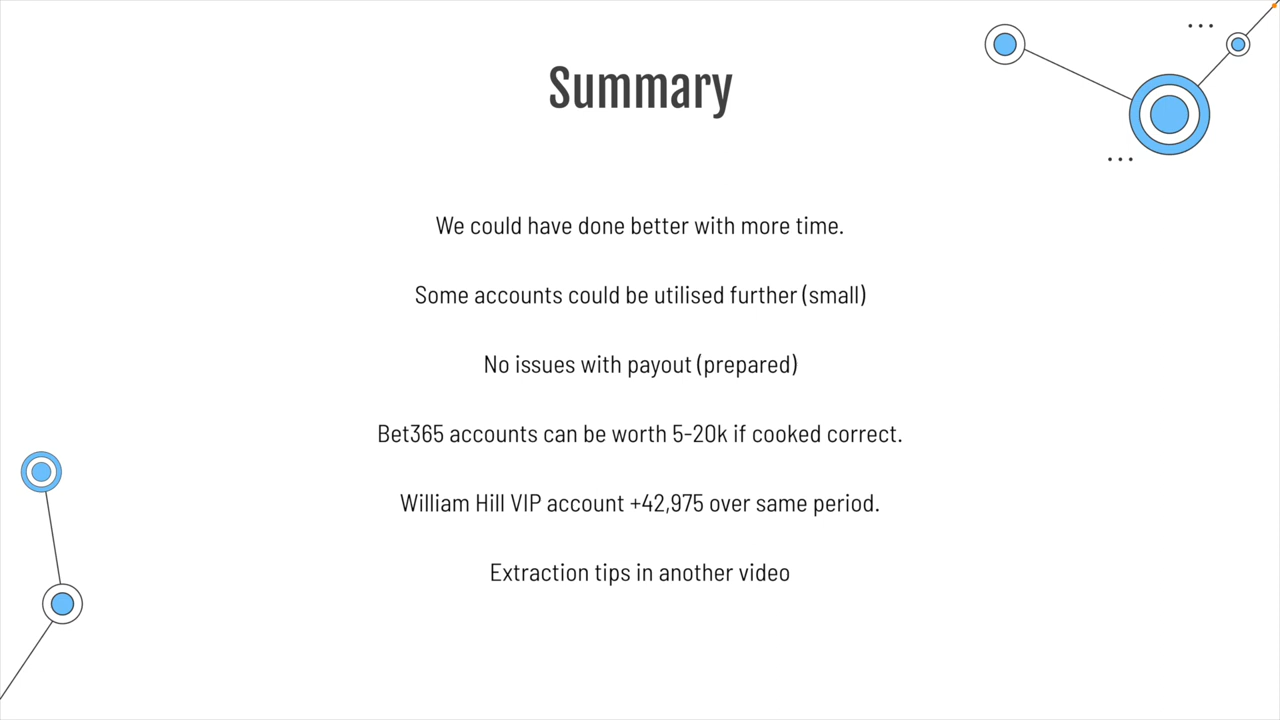 Summary
We could have done better with more time.
Some accounts could be utilised further (small)
No issues with payout (prepared)
Bet365 accounts can be worth 5-20k if cooked correct.
William Hill VIP account +42,975 over same period.
Extraction tips in another video